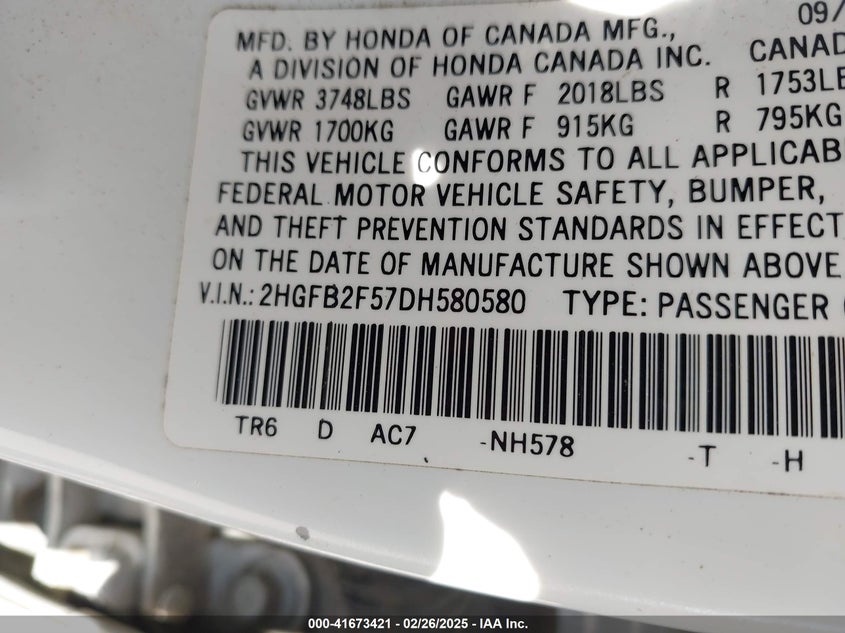 09/
MFD. BY HONDA OF CANADA MFG.,
A DIVISION OF HONDA CANADA INC. CANAD
GVWR 3748LBS GAWR F 2018LBS R 1753LB
GVWR 1700KG GAWR F 915KG R 795KG
THIS VEHICLE CONFORMS TO ALL APPLICAB
FEDERAL MOTOR VEHICLE SAFETY, BUMPER,
AND THEFT PREVENTION STANDARDS IN EFFECT
ON THE DATE OF MANUFACTURE SHOWN ABOVE
V.I.N.: 2HGFB2F57DH580580 TYPE: PASSENGER
TR6 D AC7 -NH578 -T -H
000-41673421 - 02/26/2025 - IAA Inc.